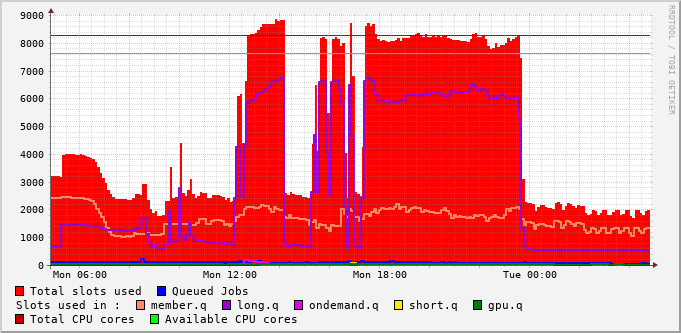 9000
8000
7000
6000
5000
4000
3000
2000
1000
0
Mon 06:00 Mon 12:00 Mon 18:00 Tue 00:00
RRDTOOL / TOBI OETIKER
Total slots used Queued Jobs
Slots used in : member.q long.q ondemand.q short.q gpu.q
Total CPU cores Available CPU cores